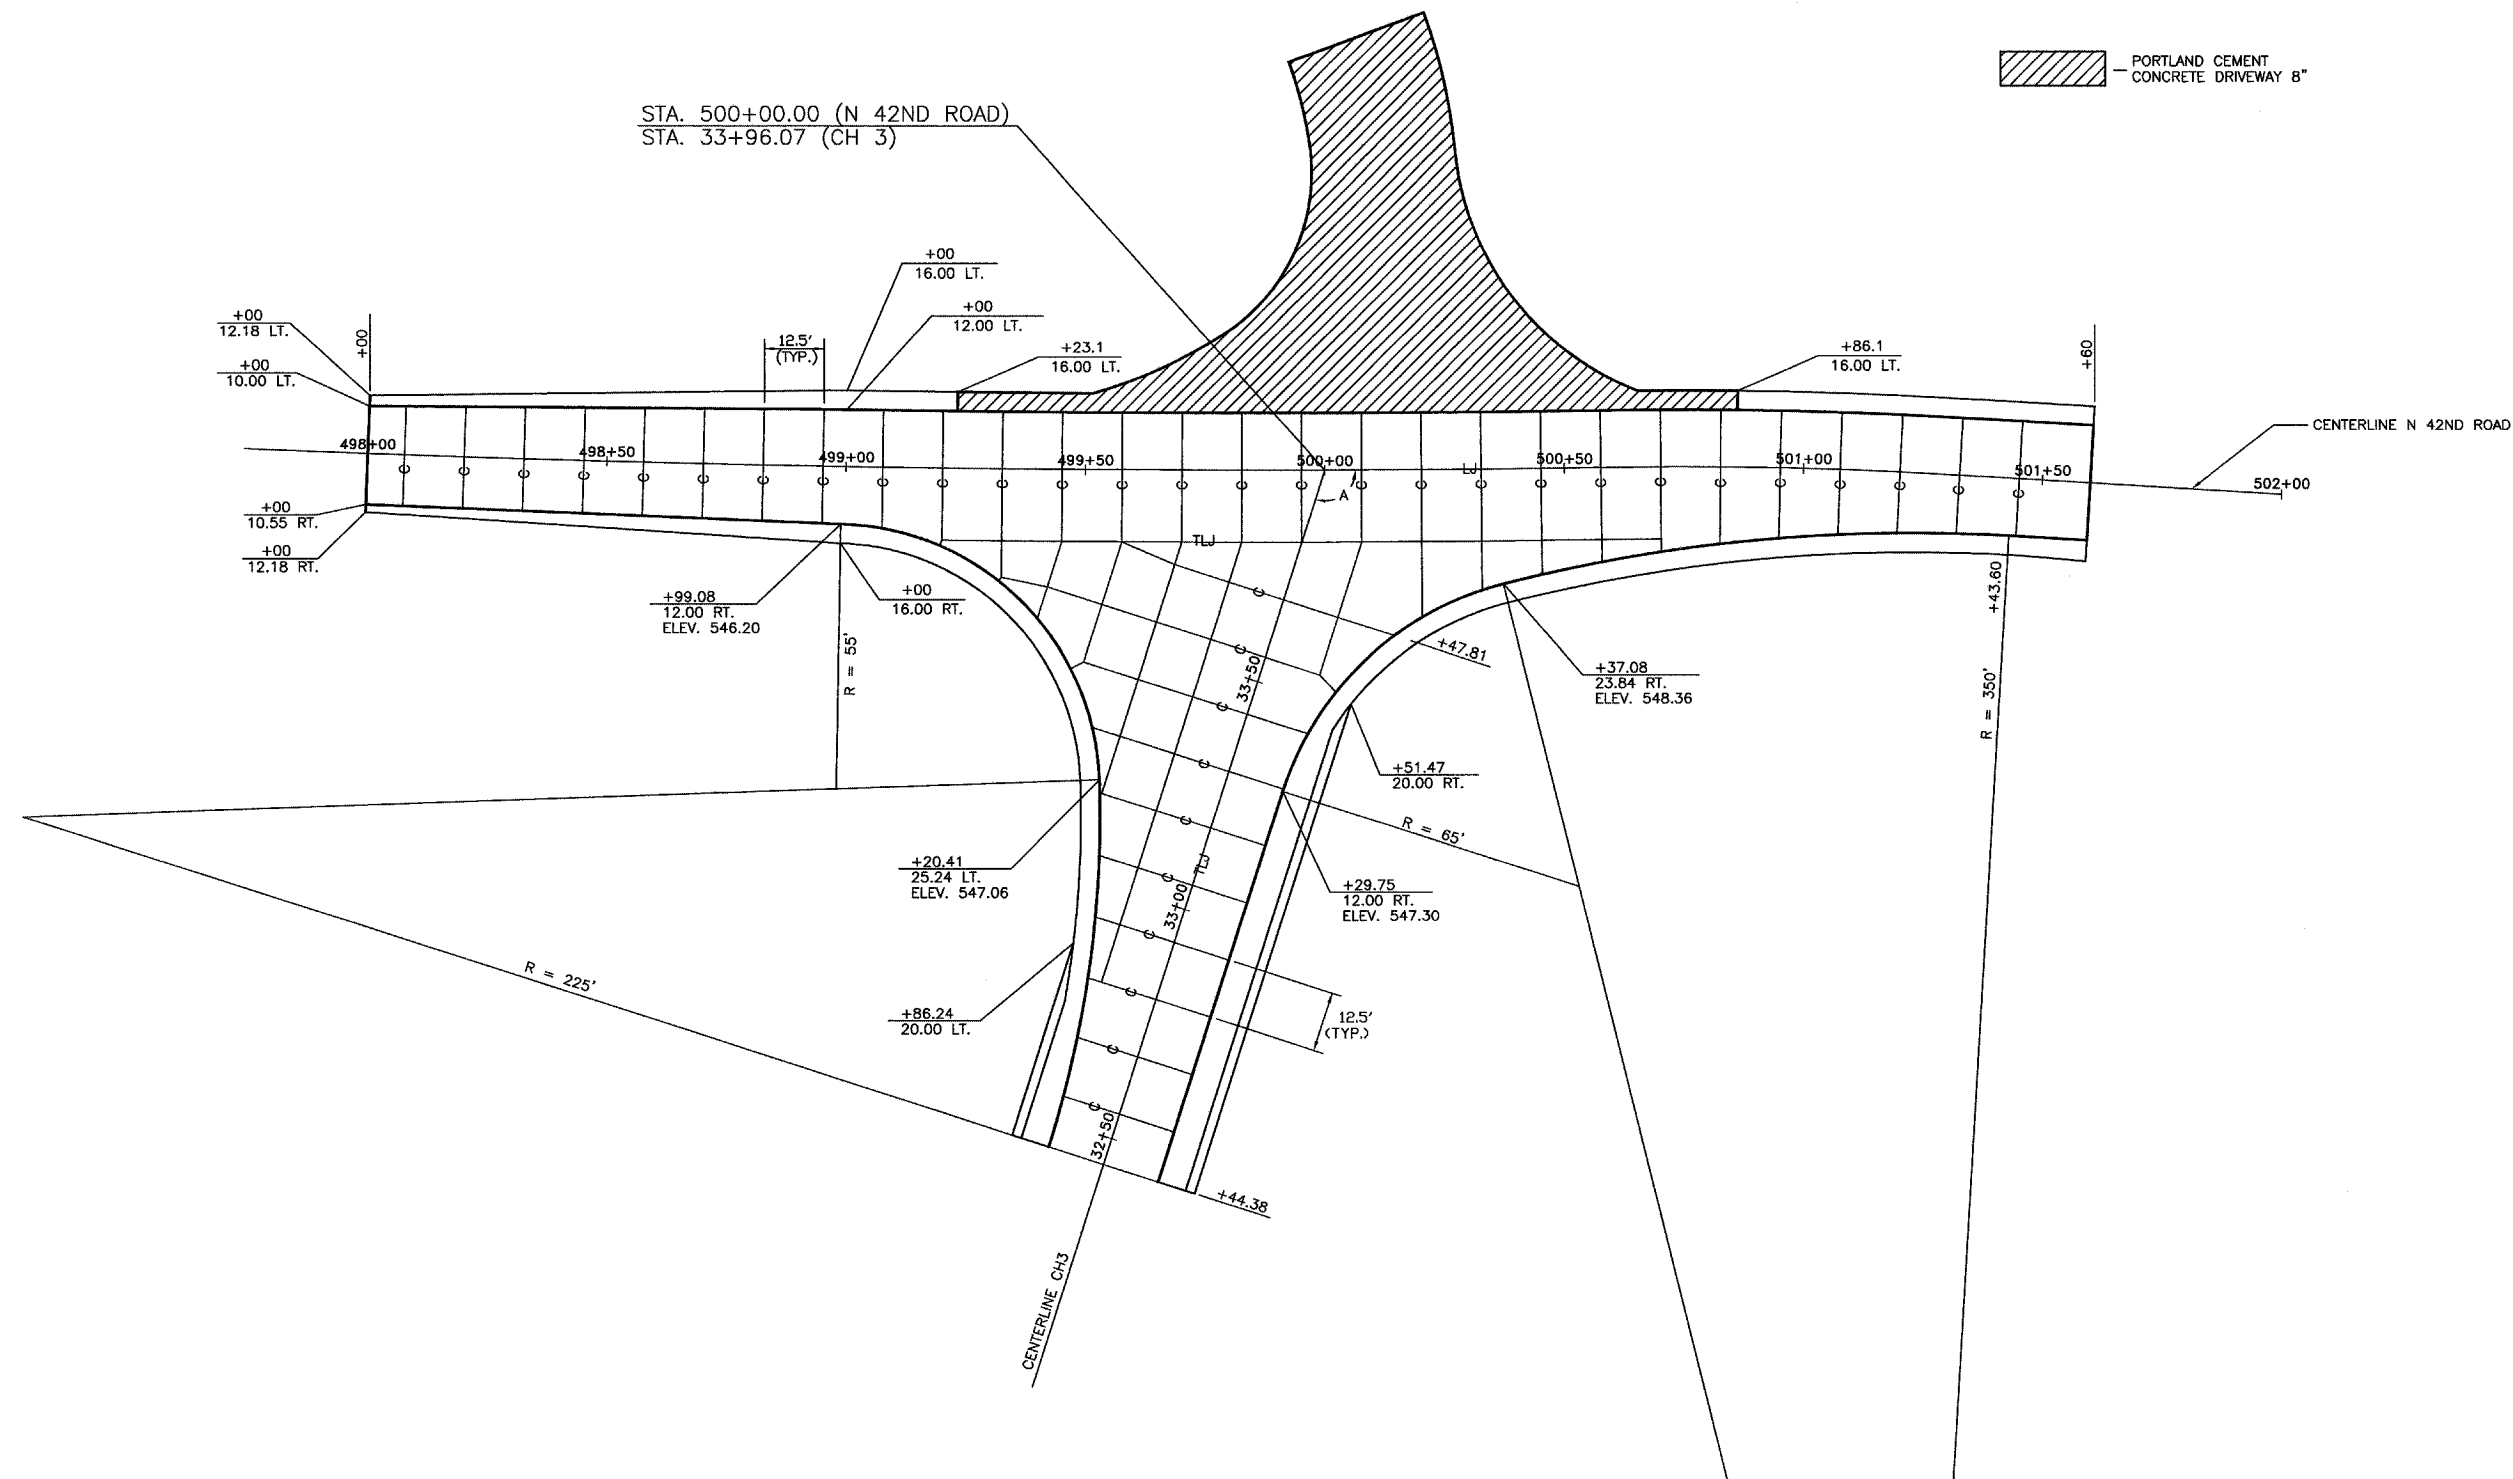 PORTLAND CEMENT
CONCRETE DRIVEWAY 8"
STA. 500+00.00 (N 42ND ROAD)
STA. 33+96.07 (CH 3)
+00
16.00 LT.
+00
12.00 LT.
+00
12.18 LT.
+00
+00
10.00 LT.
12.5'
(TYP.)
+23.1
16.00 LT.
+86.1
16.00 LT.
+60
CENTERLINE N 42ND ROAD
498+00
498+50
499+00
499+50
500+00
LJ
500+50
501+00
501+50
502+00
C C C C C C C C C C C C C C C C C C C C C C C C C C C C
A
+00
10.55 RT.
+00
12.18 RT.
TLJ
+99.08
12.00 RT.
ELEV. 546.20
+00
16.00 RT.
R = 55'
C
C
33+50
C
C
+47.81
+37.08
23.84 RT.
ELEV. 548.36
+43.60
R = 350'
+51.47
20.00 RT.
R = 65'
+20.41
25.24 LT.
ELEV. 547.06
C
C
TLJ
33+00
C
+29.75
12.00 RT.
ELEV. 547.30
R = 225'
+86.24
20.00 LT.
C
12.5'
(TYP.)
C
C
32+50
+44.38
CENTERLINE CH3